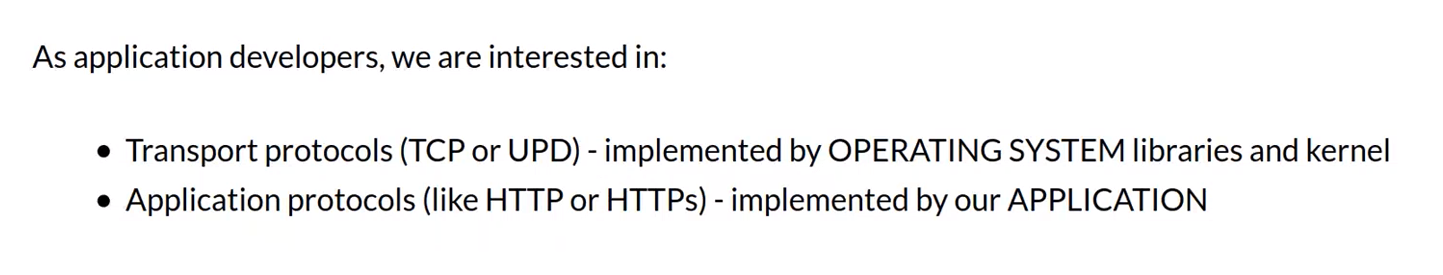 As application developers, we are interested in:
• Transport protocols (TCP or UPD) - implemented by OPERATING SYSTEM libraries and kernel
• Application protocols (like HTTP or HTTPs) - implemented by our APPLICATION